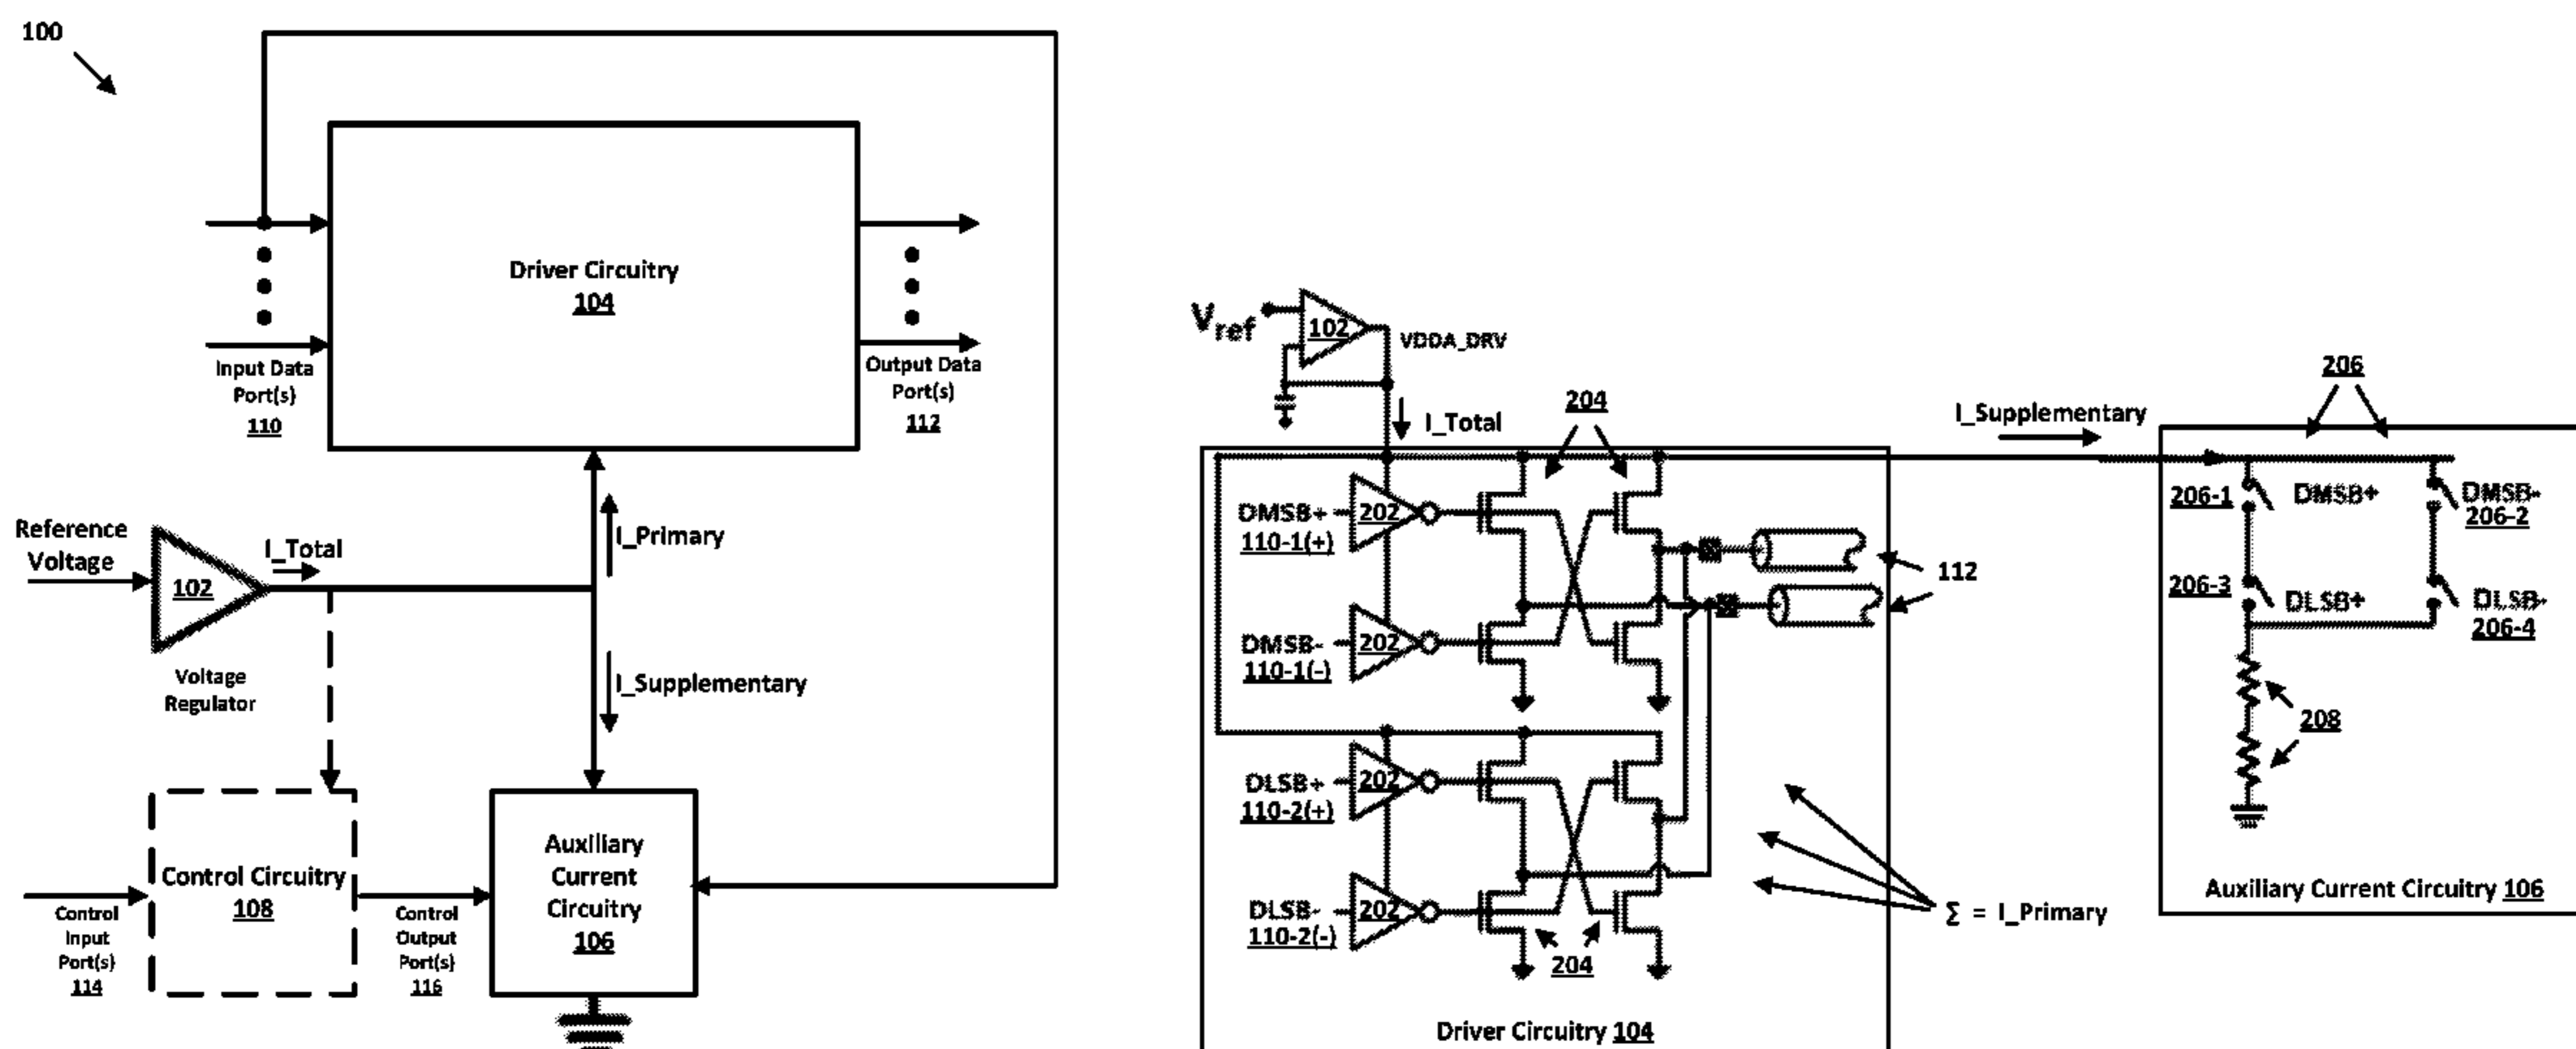 100
Driver Circuitry
104
Input Data
Port(s)
110
Output Data
Port(s)
112
Reference
Voltage
102
I_Total
I_Primary
I_Supplementary
Voltage
Regulator
Control Circuitry
108
Control
Input
Port(s)
114
Control
Output
Port(s)
116
Auxiliary
Current
Circuitry
106
Vref
102
VDDA_DRV
I_Total
204
I_Supplementary
206
DMSB+
110-1(+)
202
DMSB-
110-1(-)
202
112
DLSB+
110-2(+)
202
DLSB-
110-2(-)
202
204
Σ = I_Primary
Driver Circuitry 104
206-1
DMSB+
DMSB-
206-2
206-3
DLSB+
DLSB-
206-4
208
Auxiliary Current Circuitry 106